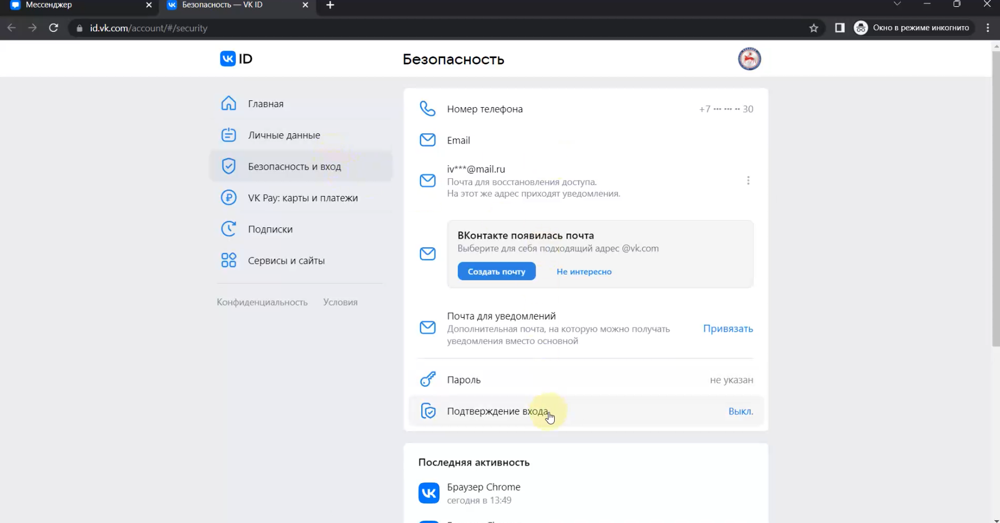 Мессенджер
Безопасность — VK ID
id.vk.com/account/#/security
Окно в режиме инкогнито
VK ID
Безопасность
Главная
Личные данные
Безопасность и вход
VK Pay: карты и платежи
Подписки
Сервисы и сайты
Конфиденциальность Условия
Номер телефона +7 ··· ··· ·· 30
Email
iv***@mail.ru
Почта для восстановления доступа.
На этот же адрес приходят уведомления.
ВКонтакте появилась почта
Выберите для себя подходящий адрес @vk.com
Создать почту Не интересно
Почта для уведомлений
Дополнительная почта, на которую можно получать
уведомления вместо основной
Привязать
Пароль не указан
Подтверждение входа Выкл.
Последняя активность
Браузер Chrome
сегодня в 13:49